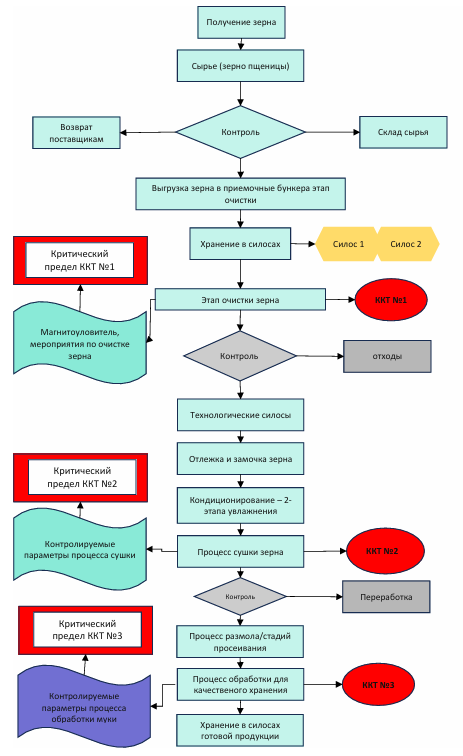 Получение зерна
Сырье (зерно пщеницы)
Возврат
поставщикам
Контроль
Склад сырья
Выгрузка зерна в приемочные бункера этап
очистки
Хранение в силосах
Силос 1
Силос 2
Критический
предел ККТ №1
Этап очистки зерна
ККТ №1
Магнитоуловитель,
мероприятия по очистке
зерна
Контроль
отходы
Технологические силосы
Отлежка и замочка зерна
Критический
предел ККТ №2
Кондиционирование – 2-
этапа увлажнения
Контролируемые
параметры процесса сушки
Процесс сушки зерна
ККТ №2
Контроль
Переработка
Критический
предел ККТ №3
Процесс размола/стадий
просеивания
Контролируемые
параметры процесса
обработки муки
Процесс обработки для
качественого хранения
ККТ №3
Хранение в силосах
готовой продукции